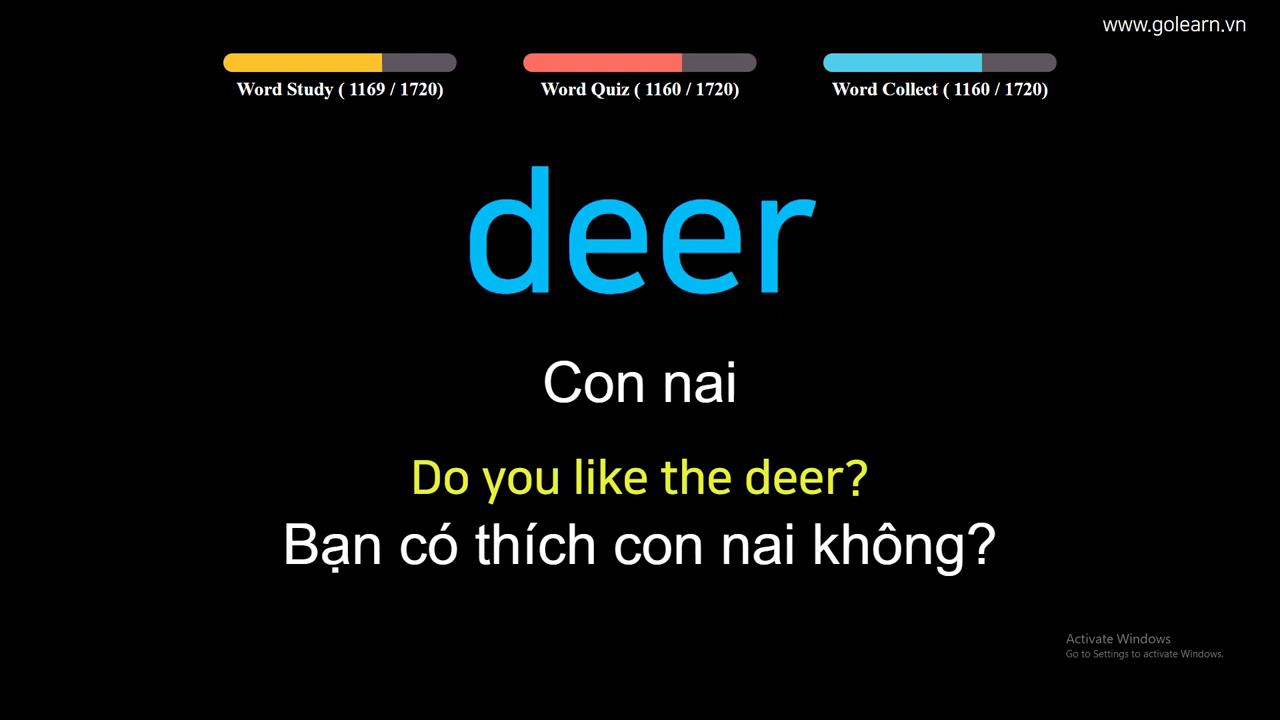 www.golearn.vn
Word Study ( 1169 / 1720)
Word Quiz ( 1160 / 1720)
Word Collect ( 1160 / 1720)
deer
Con nai
Do you like the deer?
Bạn có thích con nai không?
Activate Windows
Go to Settings to activate Windows.